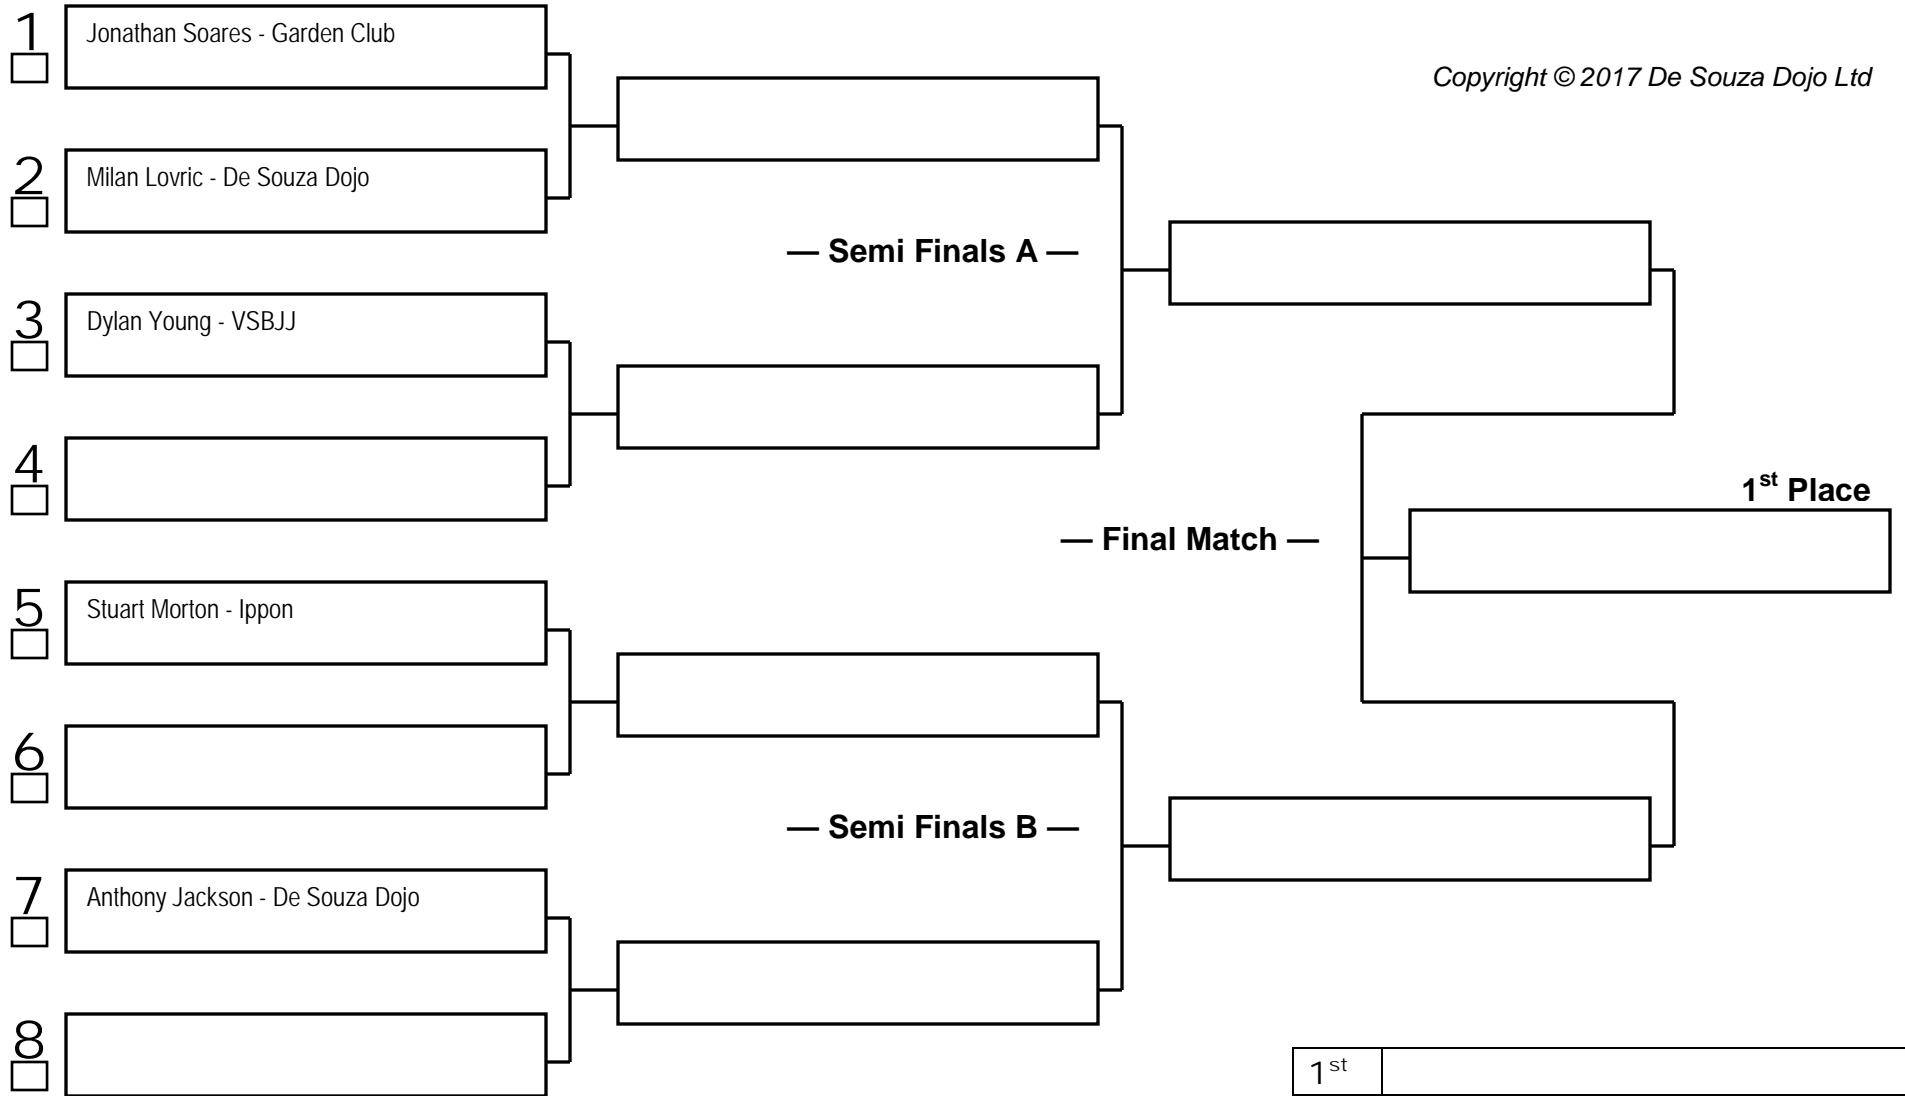 1
Jonathan Soares - Garden Club
Copyright © 2017 De Souza Dojo Ltd
2
Milan Lovric - De Souza Dojo
— Semi Finals A —
3
Dylan Young - VSBJJ
4
1st Place
— Final Match —
5
Stuart Morton - Ippon
6
— Semi Finals B —
7
Anthony Jackson - De Souza Dojo
8
1st